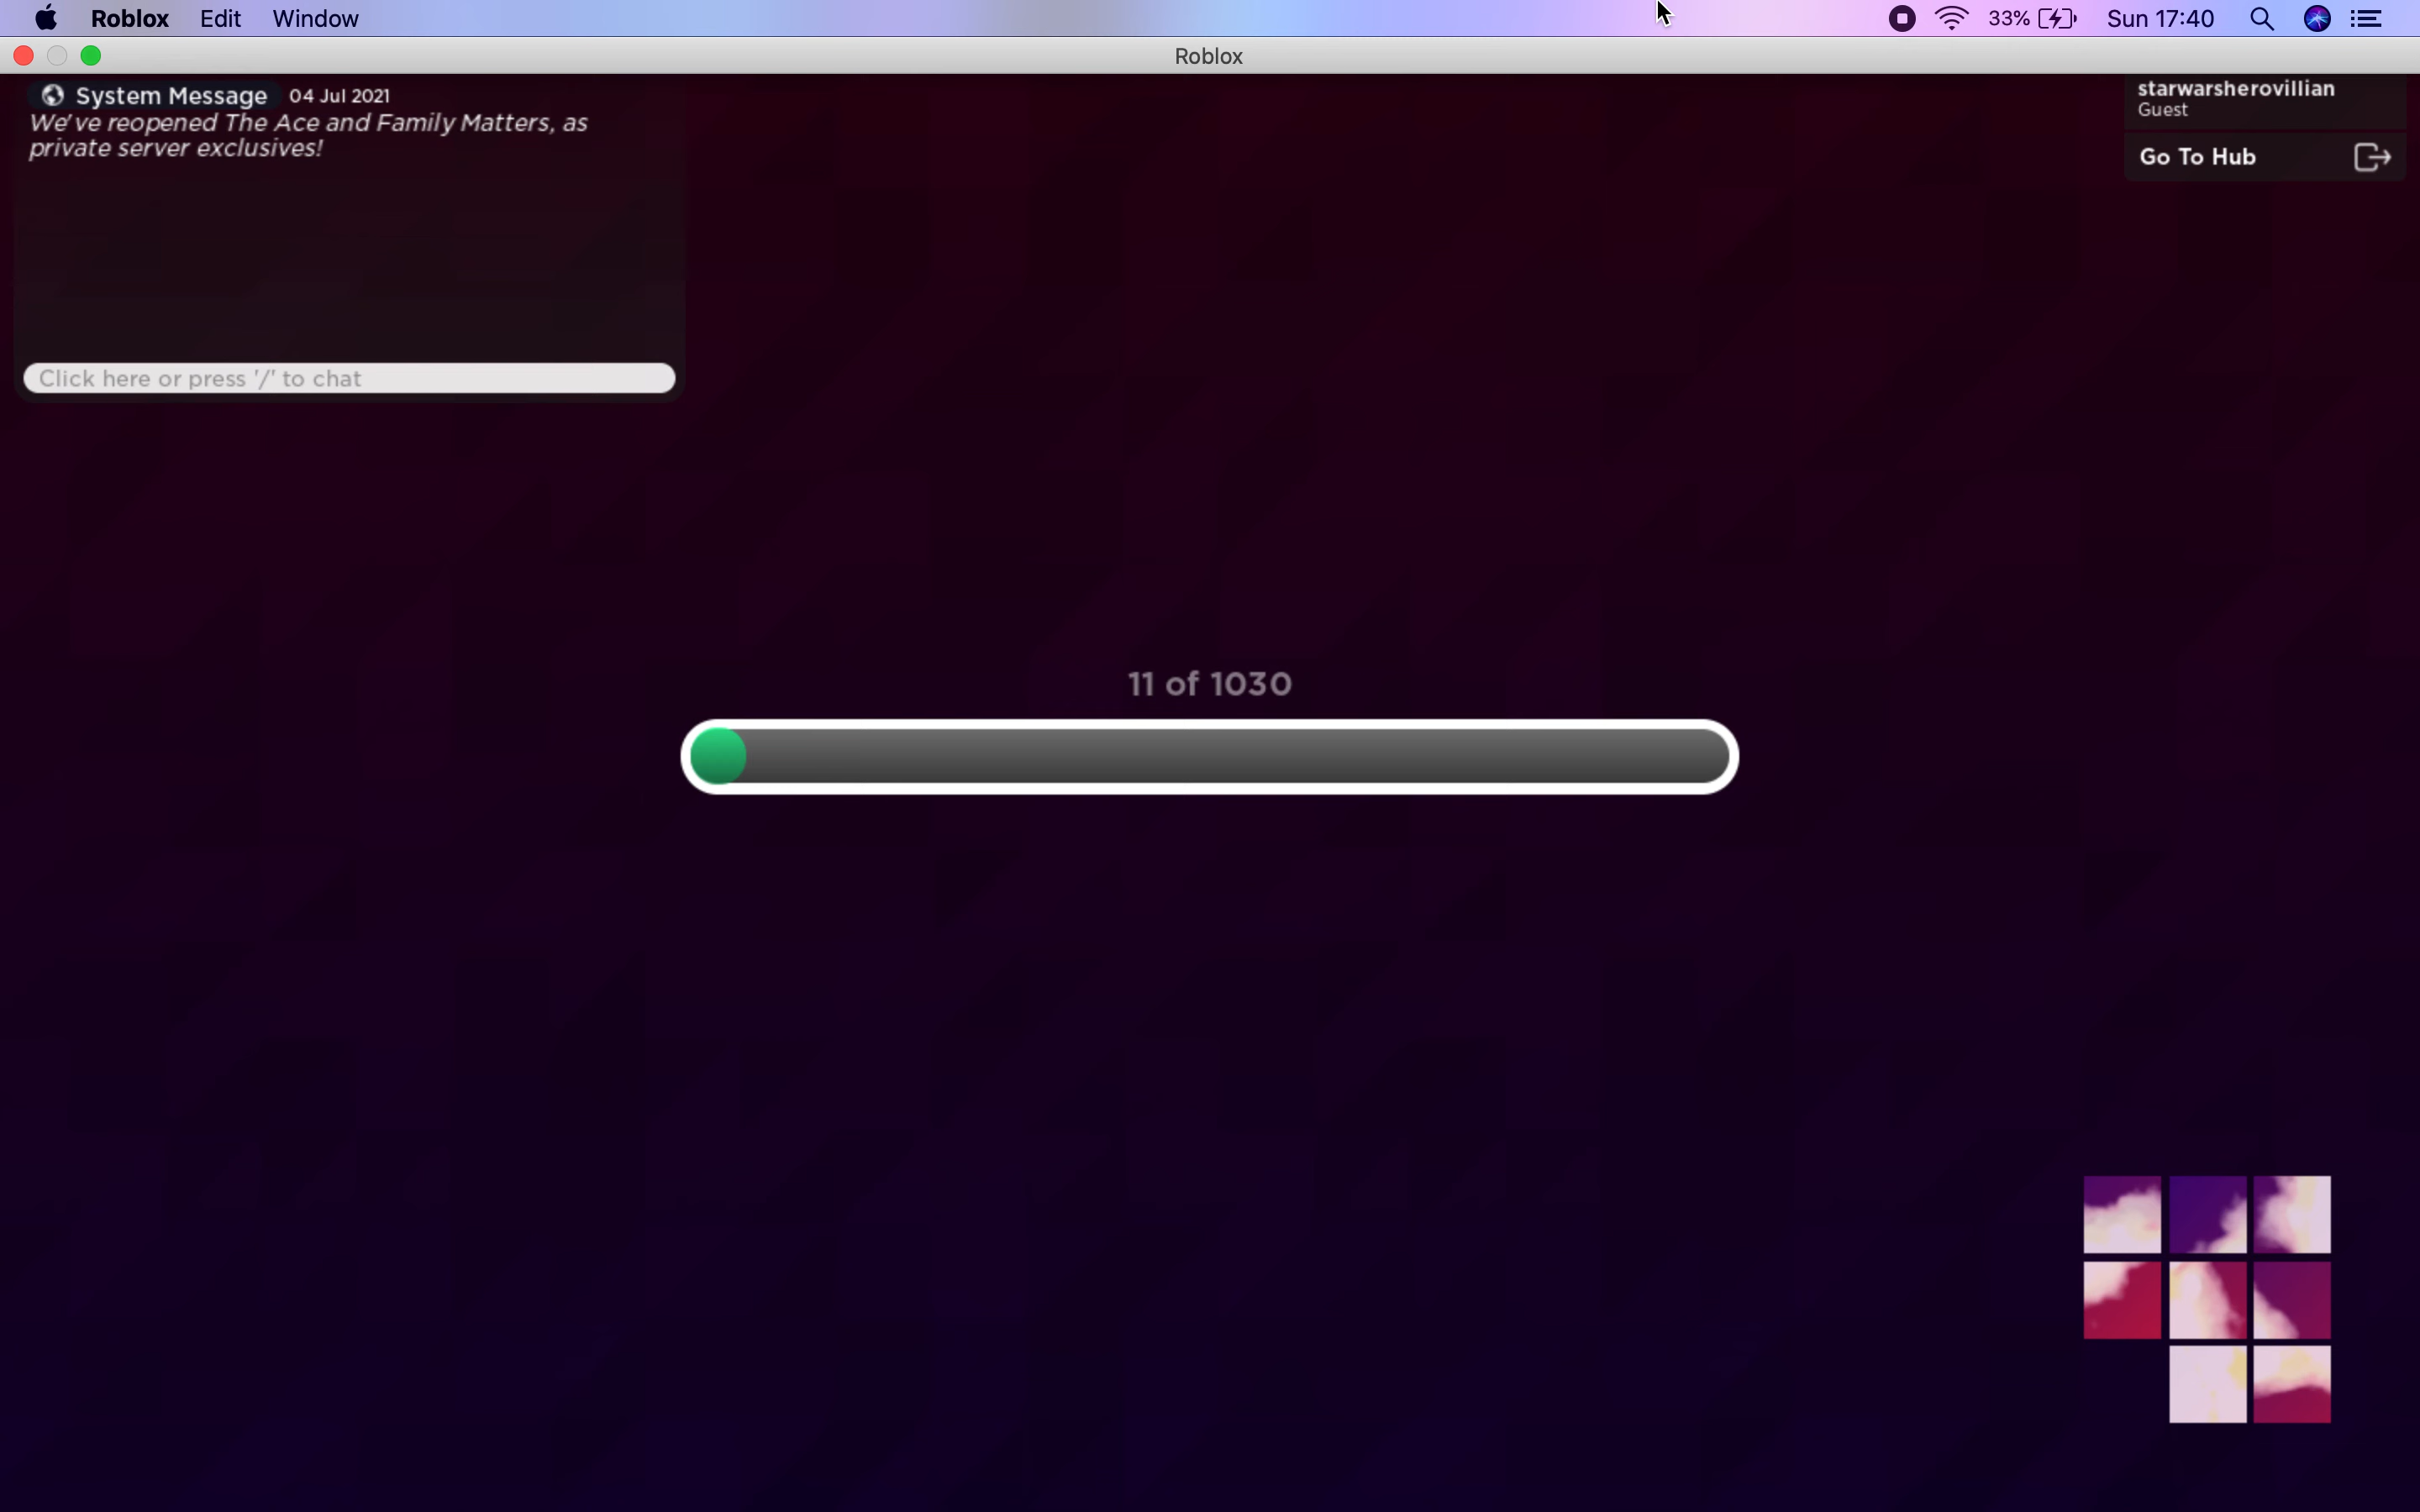 Roblox Edit Window 33% Sun 17:40
Roblox
System Message 04 Jul 2021
We've reopened The Ace and Family Matters, as
private server exclusives!
Click here or press '/' to chat
starwarsherovillian
Guest
Go To Hub
11 of 1030